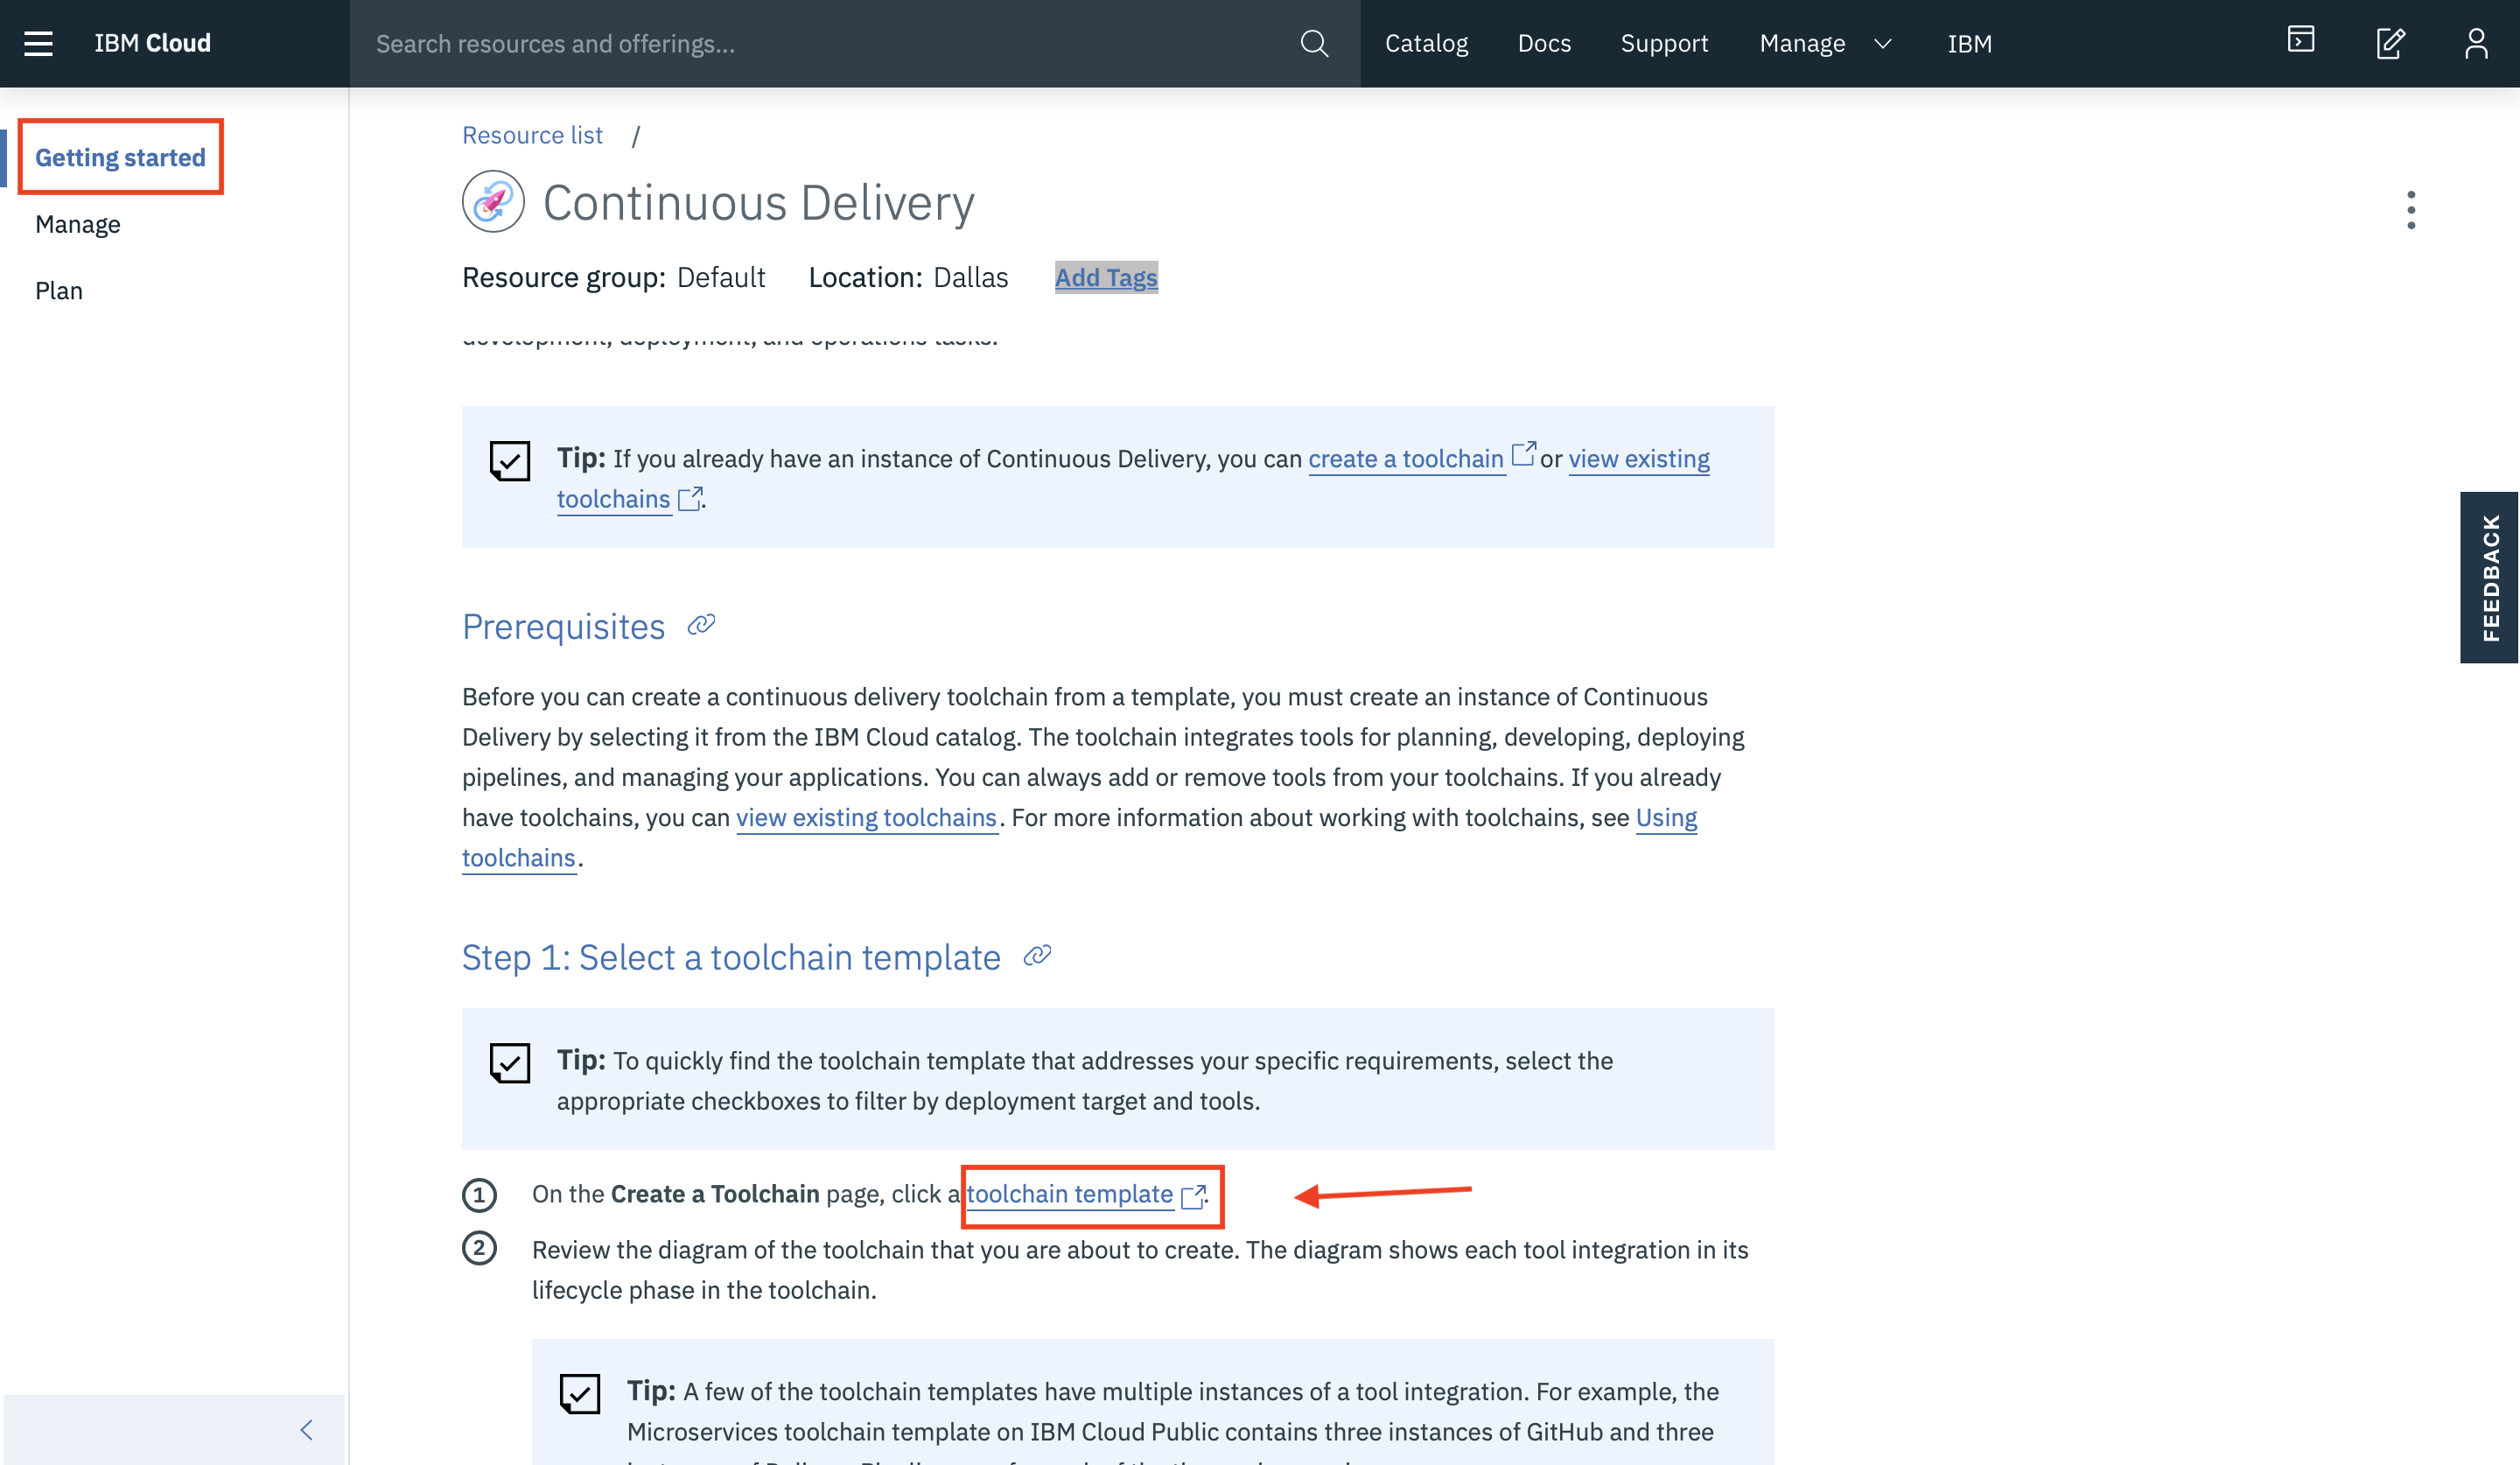 IBM Cloud
Search resources and offerings...
Catalog
Docs
Support
Manage
IBM
Getting started
Manage
Plan
Resource list /
Continuous Delivery
Resource group: Default Location: Dallas Add Tags
development, deployment, and operations tasks.
Tip: If you already have an instance of Continuous Delivery, you can create a toolchain or view existing
toolchains.
Prerequisites
Before you can create a continuous delivery toolchain from a template, you must create an instance of Continuous
Delivery by selecting it from the IBM Cloud catalog. The toolchain integrates tools for planning, developing, deploying
pipelines, and managing your applications. You can always add or remove tools from your toolchains. If you already
have toolchains, you can view existing toolchains. For more information about working with toolchains, see Using
toolchains.
Step 1: Select a toolchain template
Tip: To quickly find the toolchain template that addresses your specific requirements, select the
appropriate checkboxes to filter by deployment target and tools.
1 On the Create a Toolchain page, click a toolchain template.
2 Review the diagram of the toolchain that you are about to create. The diagram shows each tool integration in its
lifecycle phase in the toolchain.
Tip: A few of the toolchain templates have multiple instances of a tool integration. For example, the
Microservices toolchain template on IBM Cloud Public contains three instances of GitHub and three
FEEDBACK